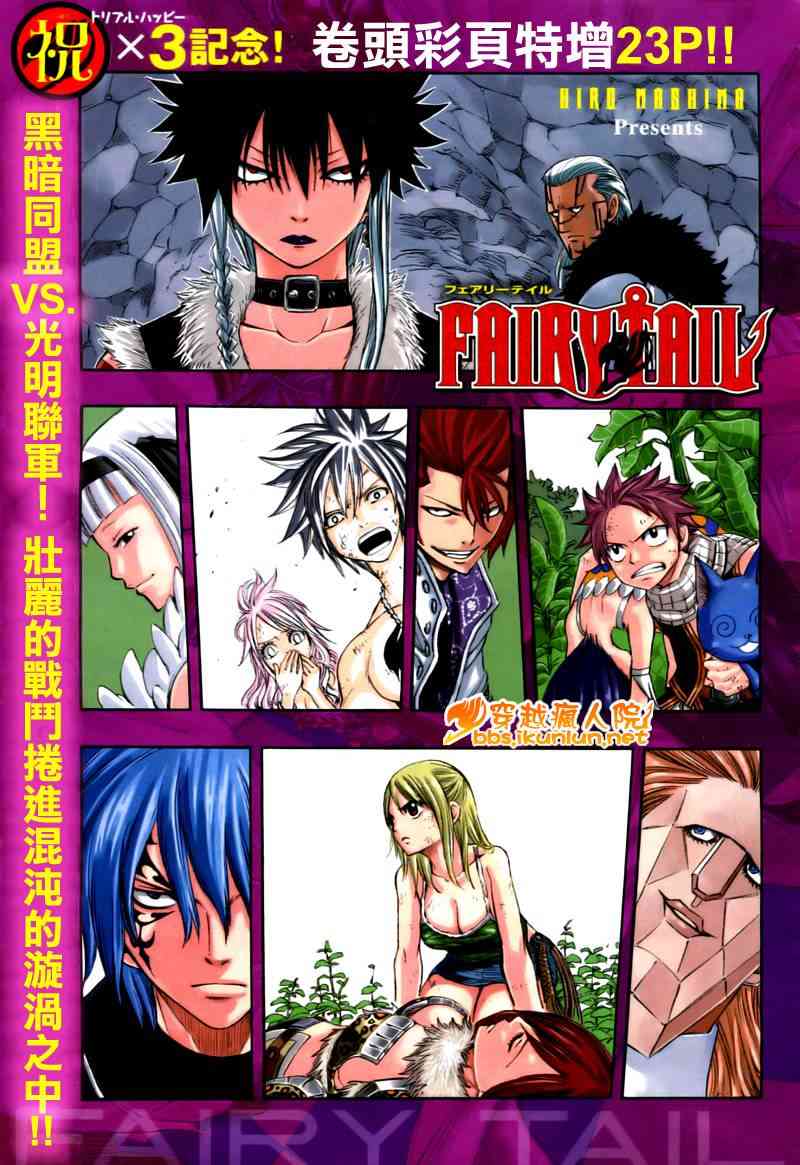 トリプル・ハッピー
祝×3記念! 卷頭彩頁特增23P!!
黑暗同盟VS.光明聯軍！壯麗的戰鬥捲進混沌的漩渦之中!!
HIRO MASHIMA
Presents
フェアリーテイル
FAIRY TAIL
穿越瘋人院
bbs.ikunlun.net
FAIRY TAIL